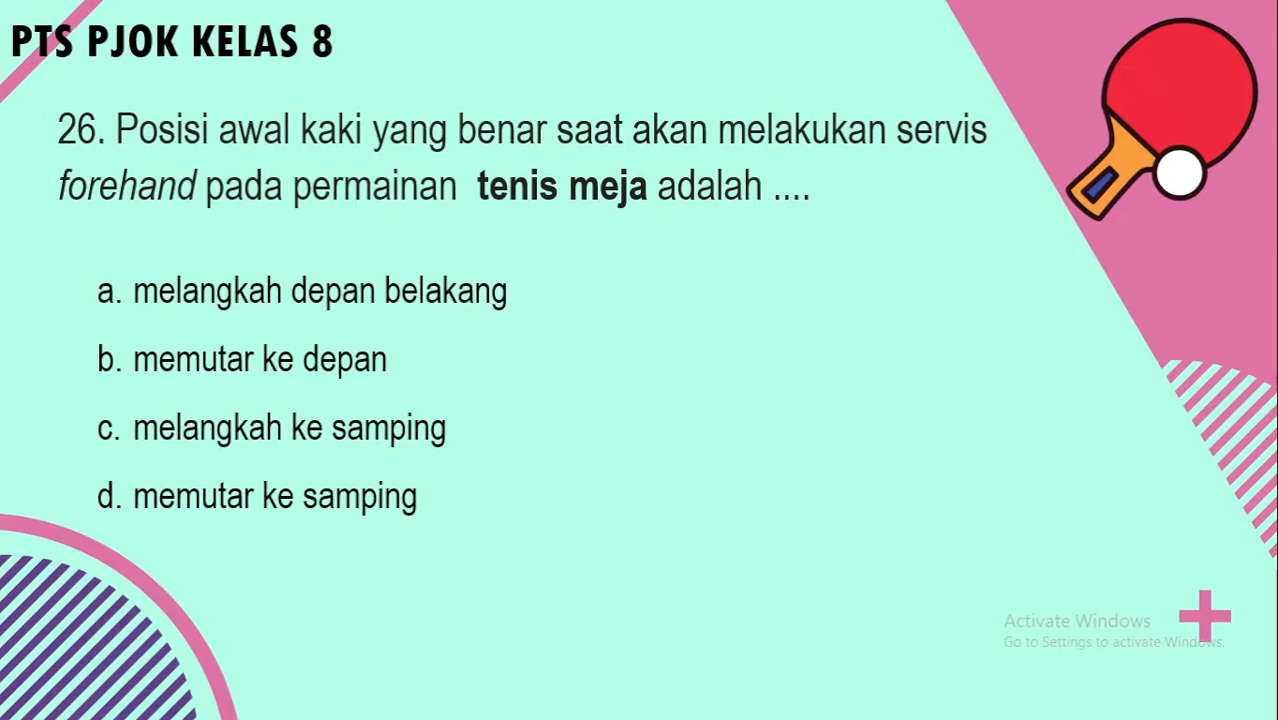 PTS PJOK KELAS 8
26. Posisi awal kaki yang benar saat akan melakukan servis
forehand pada permainan tenis meja adalah ....
a. melangkah depan belakang
b. memutar ke depan
c. melangkah ke samping
d. memutar ke samping
Activate Windows
Go to Settings to activate Windows.